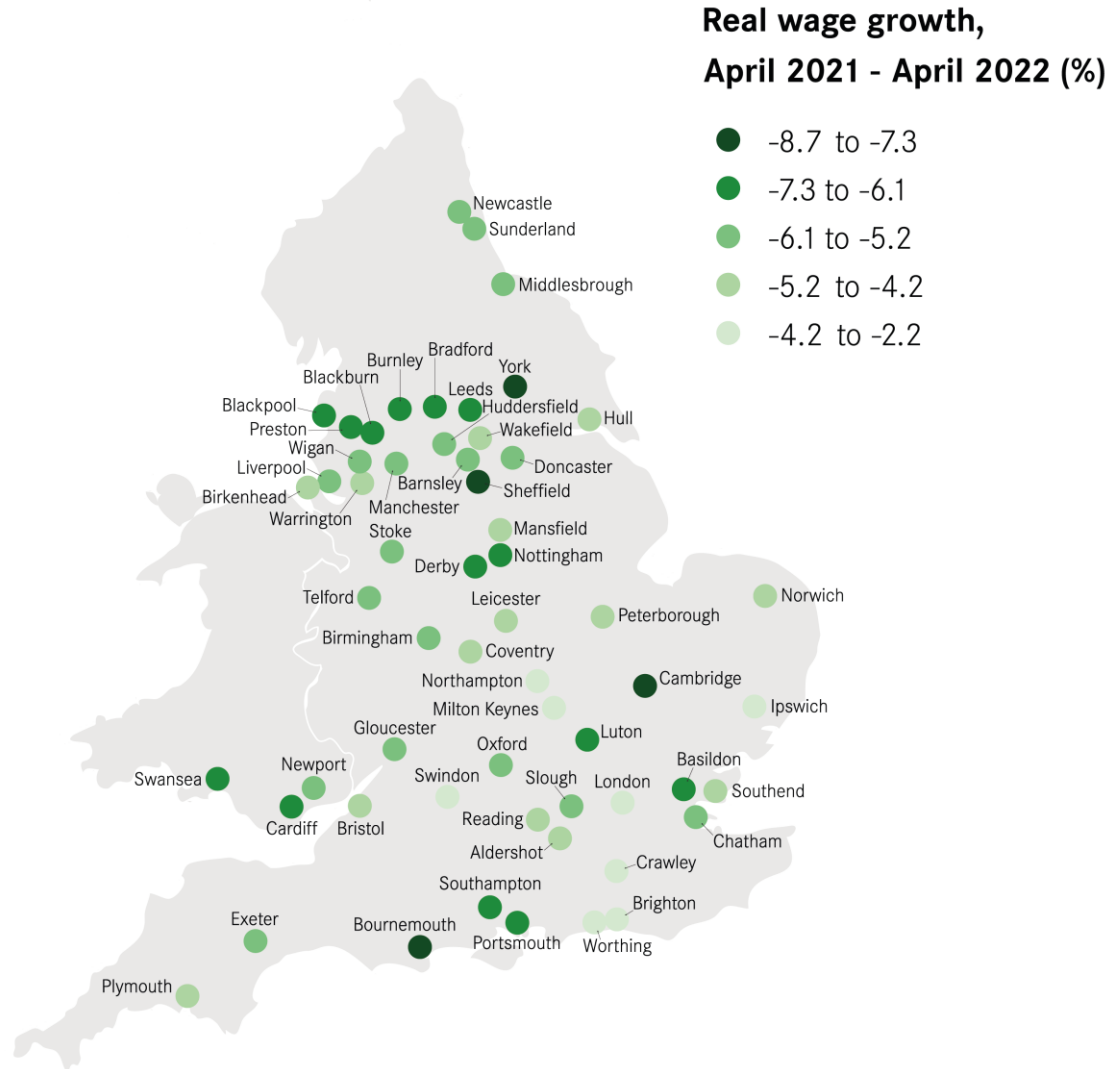 Real wage growth,
April 2021 - April 2022 (%)
-8.7 to -7.3
-7.3 to -6.1
-6.1 to -5.2
-5.2 to -4.2
-4.2 to -2.2
Newcastle
Sunderland
Middlesbrough
Bradford
Burnley
York
Blackburn
Leeds
Blackpool
Huddersfield
Hull
Preston
Wakefield
Wigan
Liverpool
Doncaster
Barnsley
Sheffield
Birkenhead
Manchester
Warrington
Stoke
Mansfield
Nottingham
Derby
Telford
Leicester
Norwich
Peterborough
Birmingham
Coventry
Northampton
Cambridge
Milton Keynes
Ipswich
Gloucester
Luton
Oxford
Basildon
Newport
Swansea
Swindon
Slough
London
Southend
Reading
Cardiff
Bristol
Chatham
Aldershot
Crawley
Southampton
Brighton
Exeter
Bournemouth
Portsmouth
Worthing
Plymouth